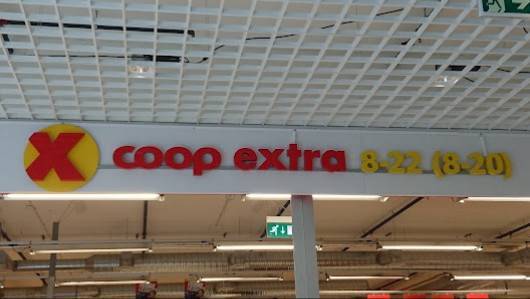 X coop extra 8-22 (8-20)